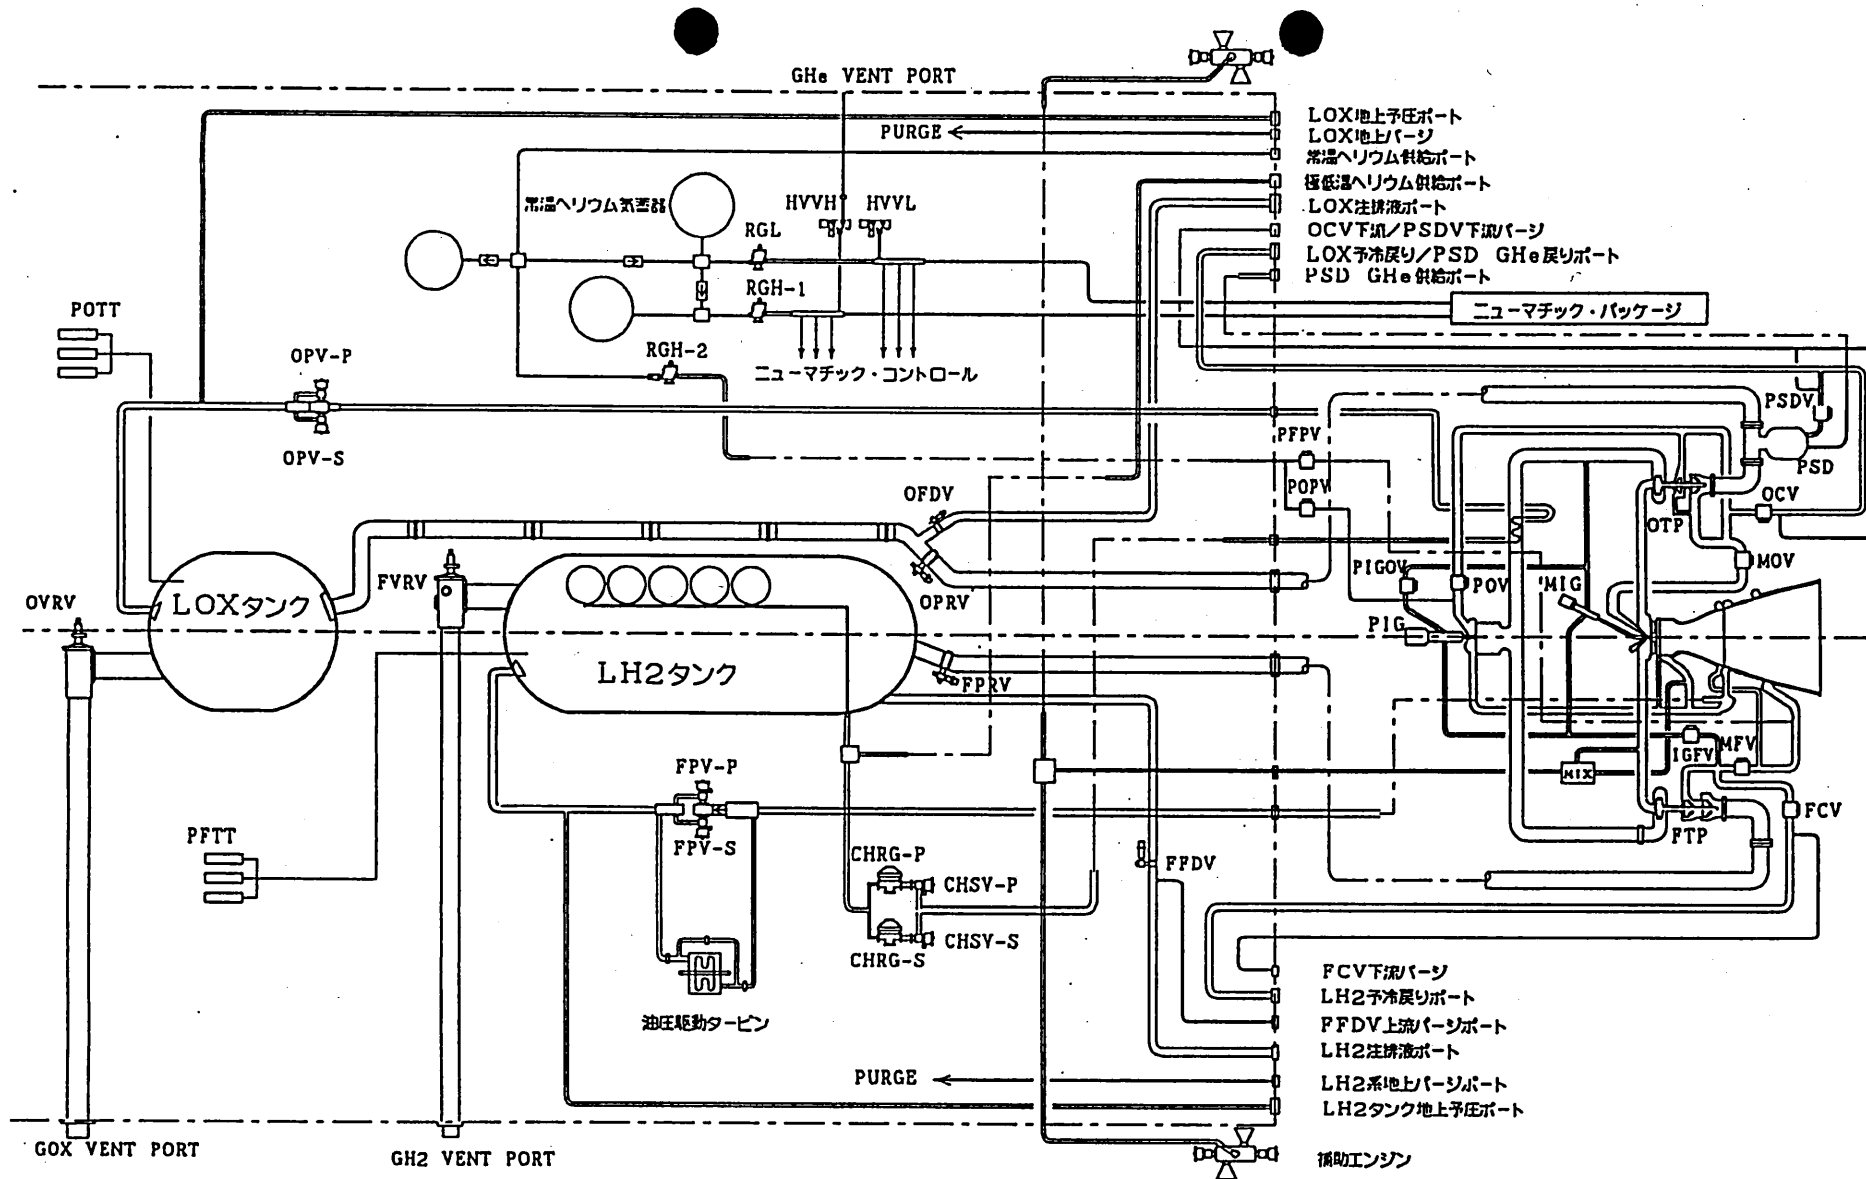 GHe VENT PORT
LOX地上予圧ポート
PURGE
LOX地上パージ
常温ヘリウム供給ポート
極低温ヘリウム供給ポート
常温ヘリウム気蓄器
HVVH
HVVL
LOX注排液ポート
RGL
OCV下流/PSDV下流パージ
LOX予冷戻り/PSD GHe戻りポート
PSD GHe供給ポート
RGH-1
ニューマチック・パッケージ
POTT
OPV-P
RGH-2
ニューマチック・コントロール
PSDV
OPV-S
PFPV
PSD
POPV
OFDV
OCV
OTP
MOV
PIGOV
POV
MIG
FVRV
OVRV
LOXタンク
OPRV
PIG
LH2タンク
FPRV
IGFV
MFV
FPV-P
MIX
PFTT
FPV-S
FTP
FCV
CHRG-P
FFDV
CHSV-P
CHSV-S
CHRG-S
FCV下流パージ
LH2予冷戻りポート
油圧駆動タービン
FFDV上流パージポート
LH2注排液ポート
PURGE
LH2系地上パージポート
LH2タンク地上予圧ポート
GOX VENT PORT
GH2 VENT PORT
補助エンジン